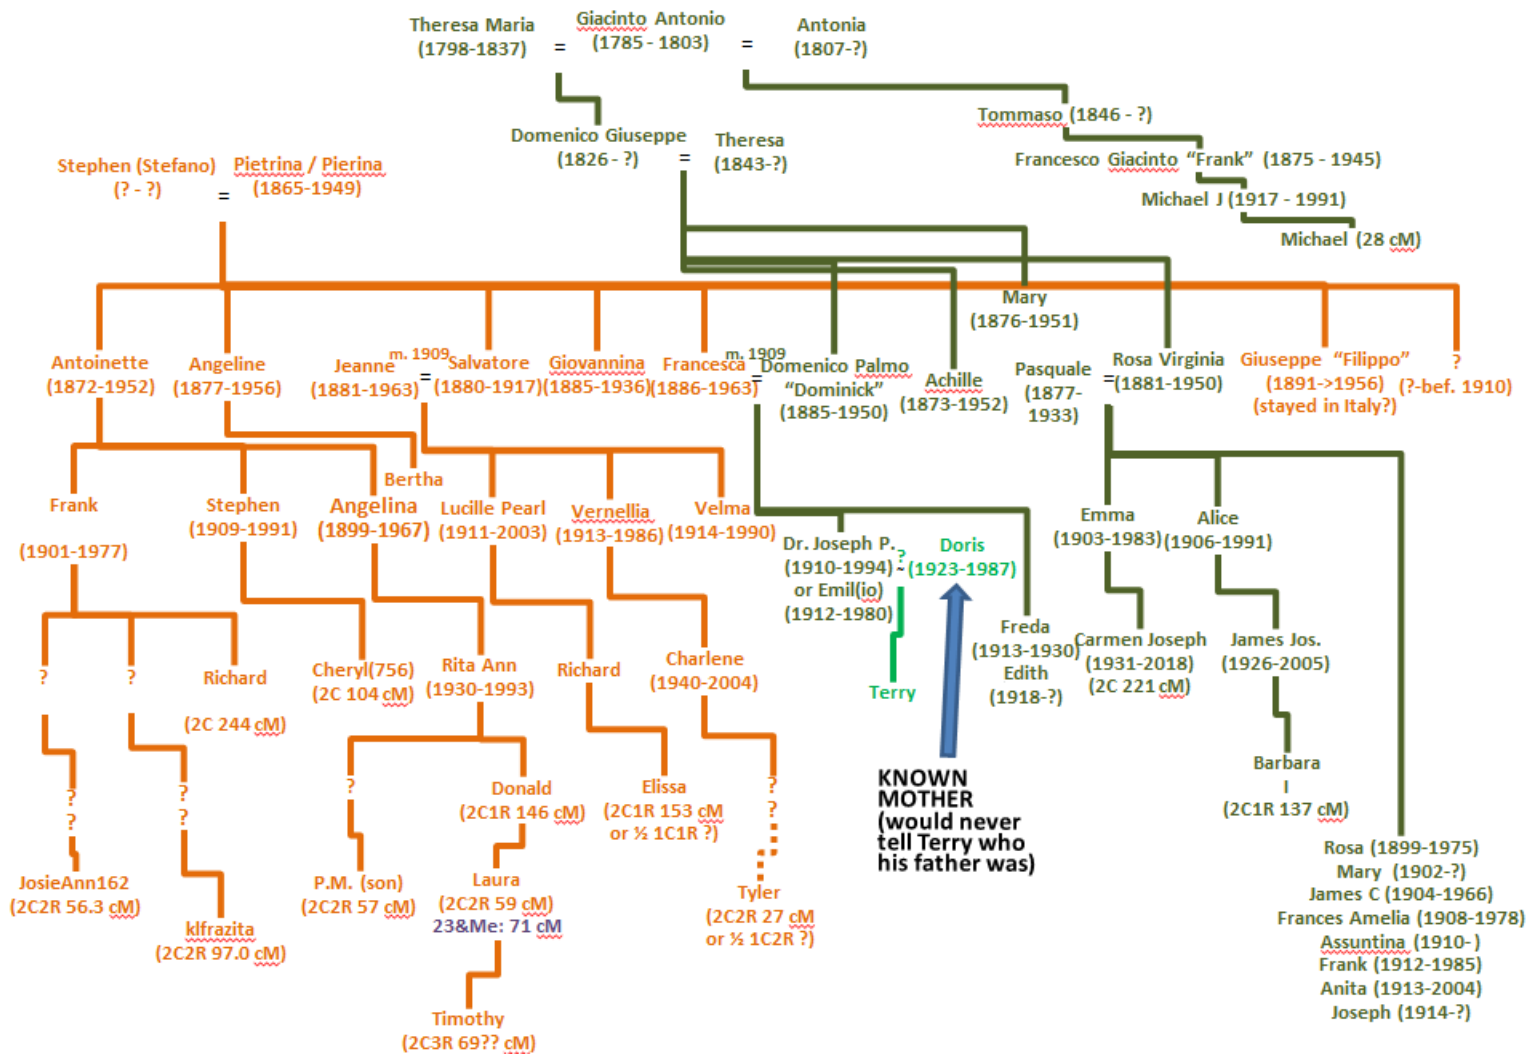 Theresa Maria
(1798-1837)
=
Giacinto Antonio
(1785 - 1803)
=
Antonia
(1807-?)
Tommaso (1846 - ?)
Domenico Giuseppe
(1826 - ?)
=
Theresa
(1843-?)
Francesco Giacinto "Frank" (1875 - 1945)
Michael J (1917 - 1991)
Michael (28 cM)
Stephen (Stefano)
(? - ?)
=
Pietrina / Pierina
(1865-1949)
Mary
(1876-1951)
Antoinette
(1872-1952)
Angeline
(1877-1956)
Jeanne
(1881-1963)
m. 1909
=
Salvatore
(1880-1917)
Giovannina
(1885-1936)
Francesca
(1886-1963)
m. 1909
=
Domenico Palmo
"Dominick"
(1885-1950)
Achille
(1873-1952)
Pasquale
(1877-
1933)
=
Rosa Virginia
(1881-1950)
Giuseppe "Filippo"
(1891->1956)
(stayed in Italy?)
?
(?-bef. 1910)
Bertha
Frank
(1901-1977)
Stephen
(1909-1991)
Angelina
(1899-1967)
Lucille Pearl
(1911-2003)
Vernellia
(1913-1986)
Velma
(1914-1990)
Dr. Joseph P.
(1910-1994)
or Emil(io)
(1912-1980)
?
~
Doris
(1923-1987)
Emma
(1903-1983)
Alice
(1906-1991)
Freda
(1913-1930)
Edith
(1918-?)
Carmen Joseph
(1931-2018)
(2C 221 cM)
James Jos.
(1926-2005)
?
?
Richard
(2C 244 cM)
Cheryl(756)
(2C 104 cM)
Rita Ann
(1930-1993)
Richard
Charlene
(1940-2004)
Terry
KNOWN
MOTHER
(would never
tell Terry who
his father was)
Barbara
I
(2C1R 137 cM)
?
?
?
?
?
Donald
(2C1R 146 cM)
Elissa
(2C1R 153 cM
or ½ 1C1R ?)
?
?
JosieAnn162
(2C2R 56.3 cM)
klfrazita
(2C2R 97.0 cM)
P.M. (son)
(2C2R 57 cM)
Laura
(2C2R 59 cM)
23&Me: 71 cM
Tyler
(2C2R 27 cM
or ½ 1C2R ?)
Timothy
(2C3R 69?? cM)
Rosa (1899-1975)
Mary (1902-?)
James C (1904-1966)
Frances Amelia (1908-1978)
Assuntina (1910- )
Frank (1912-1985)
Anita (1913-2004)
Joseph (1914-?)